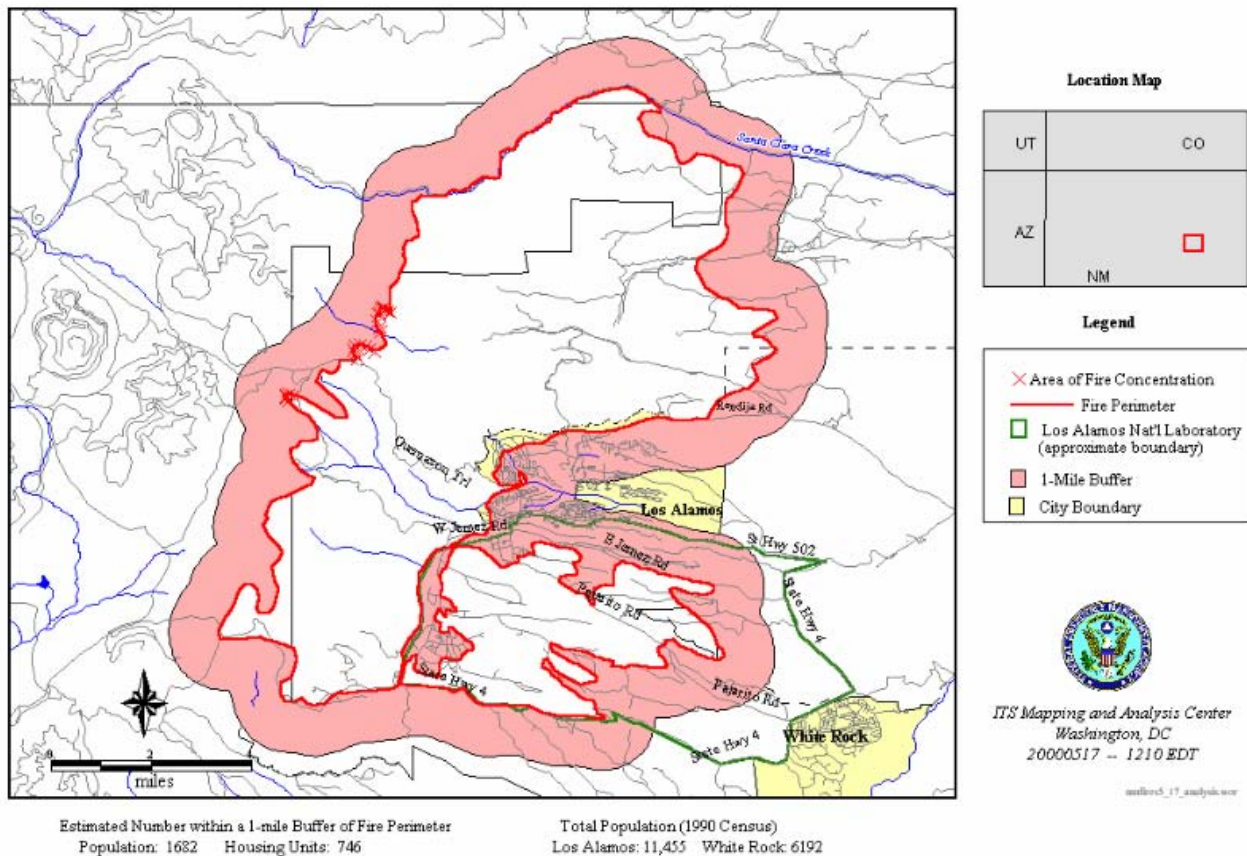 Santa Clara Creek
Rendija Rd
Quemazon Trl
Los Alamos
W Jemez Rd
St Hwy 502
E Jemez Rd
Pajarito Rd
State Hwy 4
State Hwy 4
Pajarito Rd
White Rock
State Hwy 4
0 2 4
miles
Location Map
UT CO
AZ
NM
Legend
Area of Fire Concentration
Fire Perimeter
Los Alamos Nat'l Laboratory
(approximate boundary)
1-Mile Buffer
City Boundary
ITS Mapping and Analysis Center
Washington, DC
20000517 -- 1210 EDT
Estimated Number within a 1-mile Buffer of Fire Perimeter
Population: 1682 Housing Units: 746
Total Population (1990 Census)
Los Alamos: 11,455 White Rock: 6192